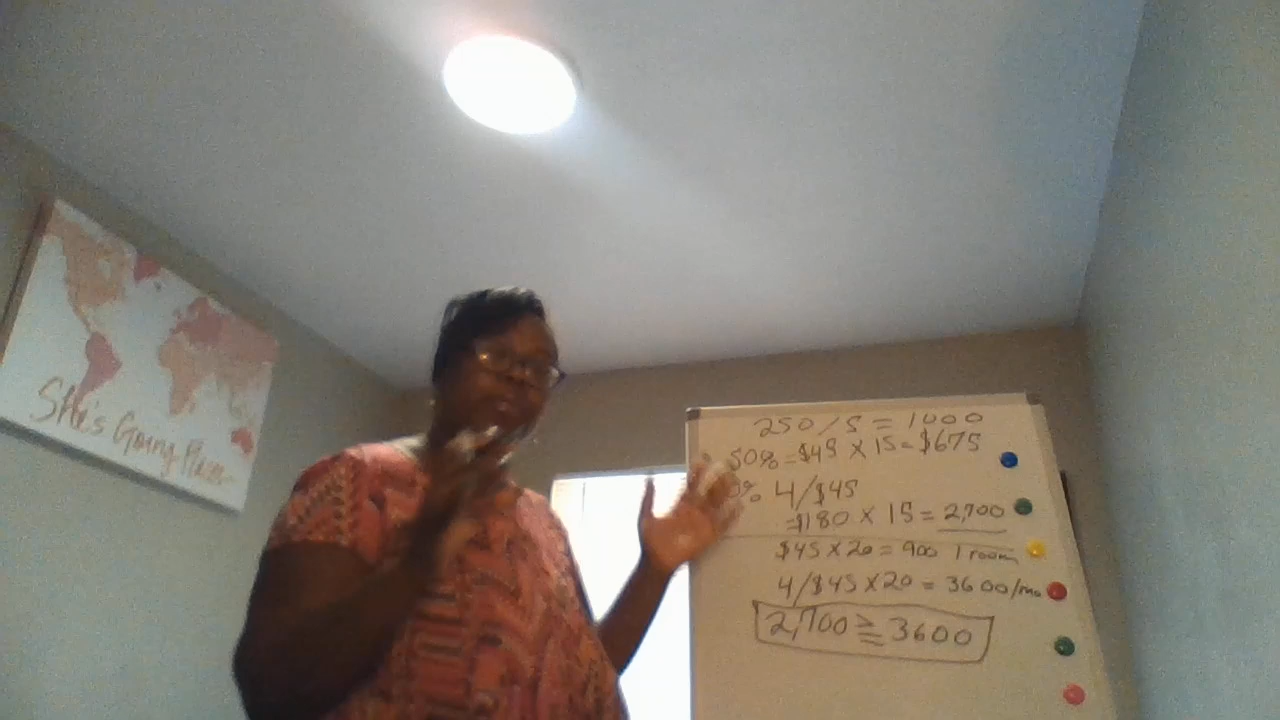 She's Going Places
250/5 = 1000
50% = $45 X 15 = $675
0% 4/$45
= $180 X 15 = 2,700
$45 X 20 = 900 1 room
4/$45 X 20 = 3600/mo
2,700 ≥ 3600